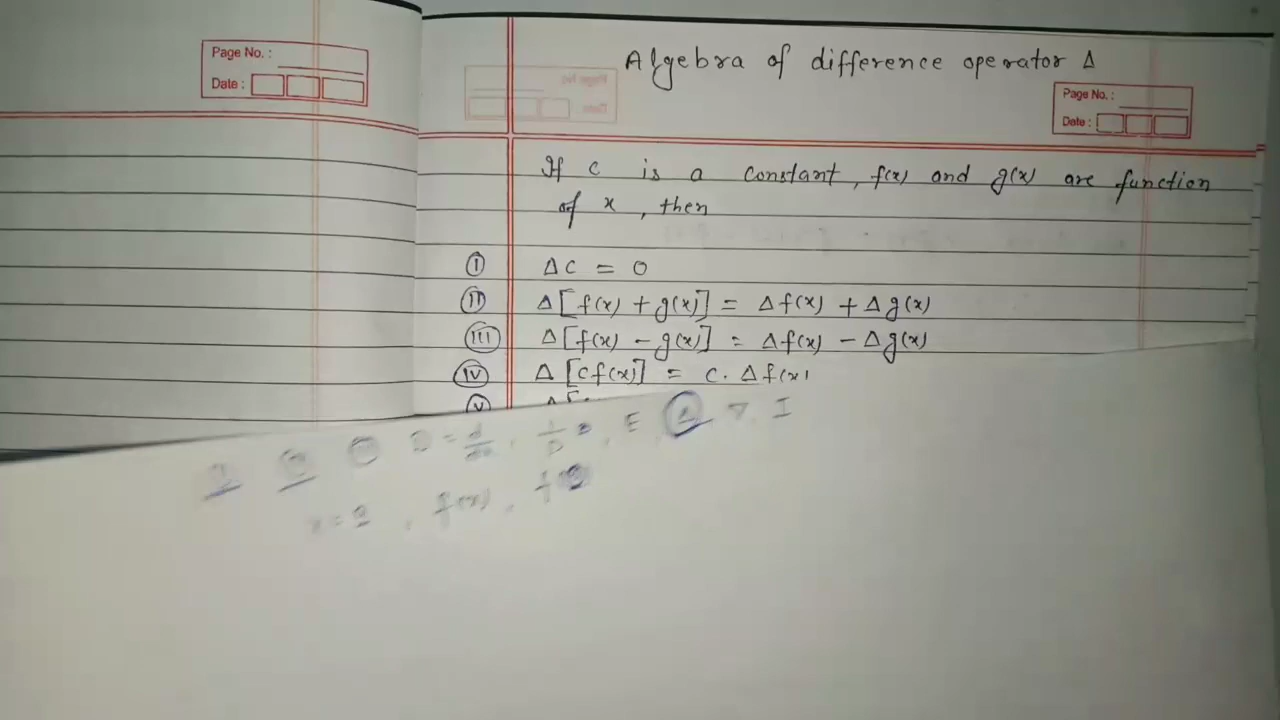 Page No. :
Date :
Algebra of difference operator Δ
Page No. :
Date :
If c is a constant, f(x) and g(x) are function
of x, then
(I) Δc = 0
(II) Δ[f(x) + g(x)] = Δf(x) + Δg(x)
(III) Δ[f(x) - g(x)] = Δf(x) - Δg(x)
(IV) Δ[cf(x)] = c. Δf(x)
(V) Δ[
E, Δ, ∇, I
f(x),